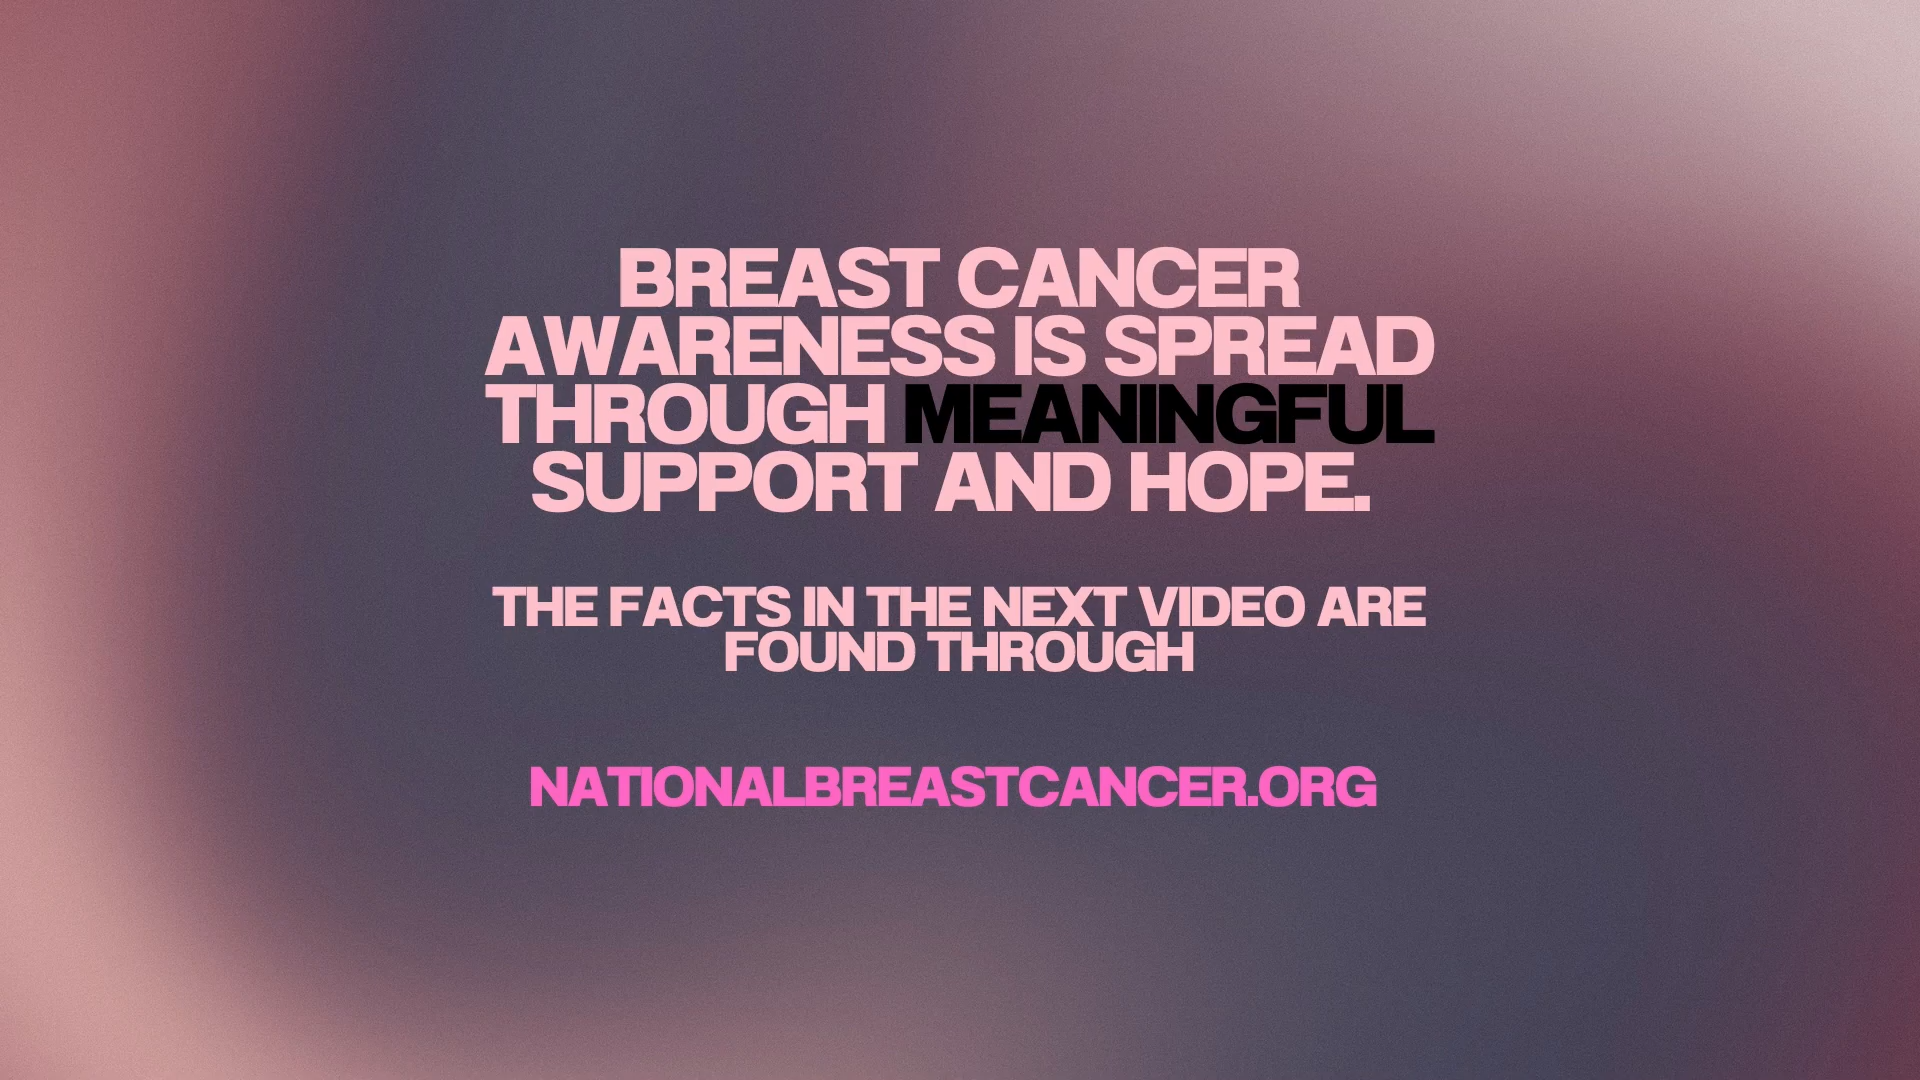 BREAST CANCER
AWARENESS IS SPREAD
THROUGH MEANINGFUL
SUPPORT AND HOPE.
THE FACTS IN THE NEXT VIDEO ARE
FOUND THROUGH
NATIONALBREASTCANCER.ORG